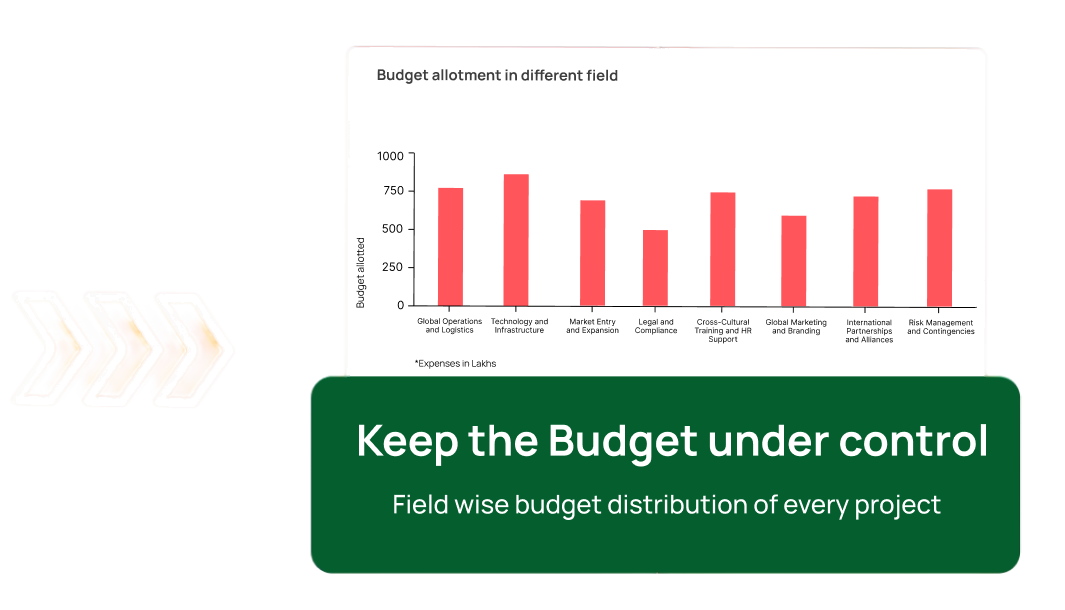 Budget allotment in different field
1000
750
500
250
0
Budget allotted
Global Operations
and Logistics
Technology and
Infrastructure
Market Entry
and Expansion
Legal and
Compliance
Cross-Cultural
Training and HR
Support
Global Marketing
and Branding
International
Partnerships
and Alliances
Risk Management
and Contingencies
*Expenses in Lakhs
Keep the Budget under control
Field wise budget distribution of every project